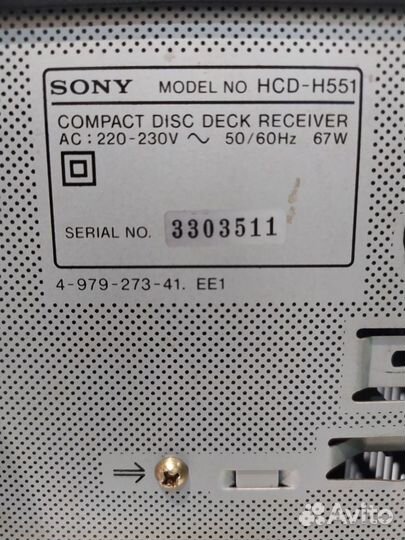 SONY MODEL NO HCD-H551
COMPACT DISC DECK RECEIVER
AC: 220-230V ~ 50/60Hz 67W
SERIAL NO. 3303511
4-979-273-41. EE1
Avito